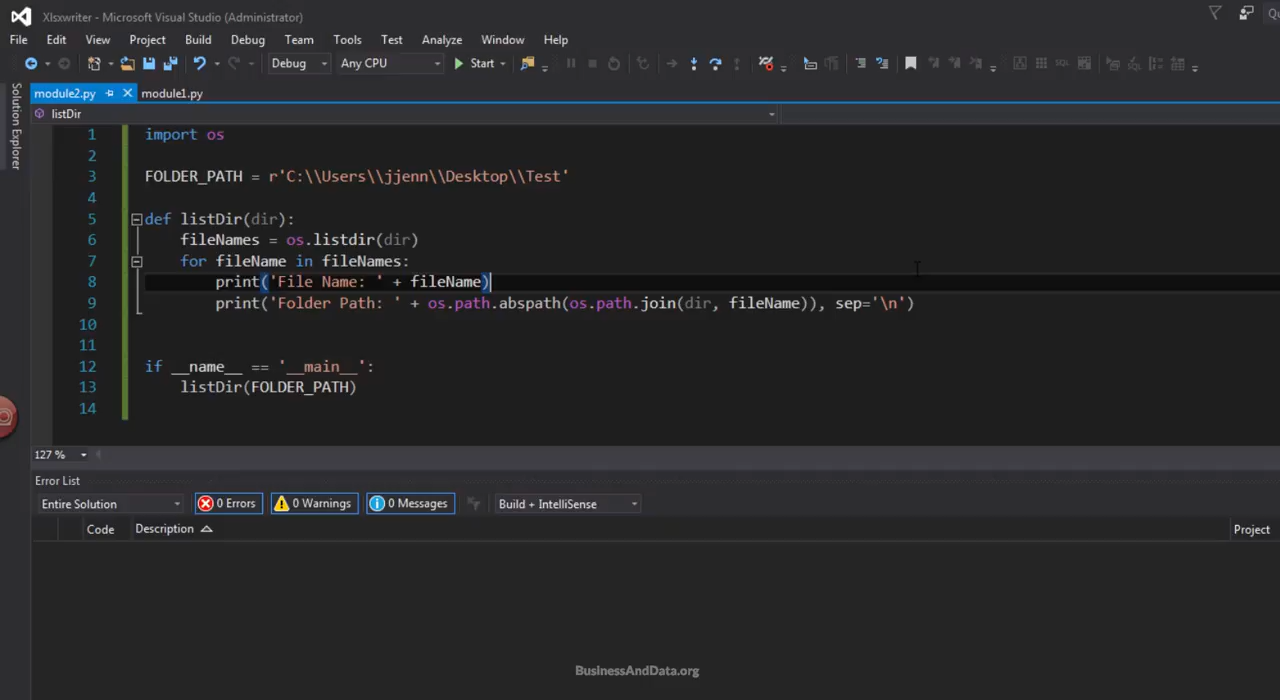 Xlsxwriter - Microsoft Visual Studio (Administrator)
File Edit View Project Build Debug Team Tools Test Analyze Window Help
Debug Any CPU Start
Solution Explorer
module2.py module1.py
listDir
1 import os
2
3 FOLDER_PATH = r'C:\\Users\\jjenn\\Desktop\\Test'
4
5 def listDir(dir):
6 fileNames = os.listdir(dir)
7 for fileName in fileNames:
8 print('File Name: ' + fileName)
9 print('Folder Path: ' + os.path.abspath(os.path.join(dir, fileName)), sep='\n')
10
11
12 if __name__ == '__main__':
13 listDir(FOLDER_PATH)
14
127 %
Error List
Entire Solution 0 Errors 0 Warnings 0 Messages Build + IntelliSense
Code Description Project
BusinessAndData.org